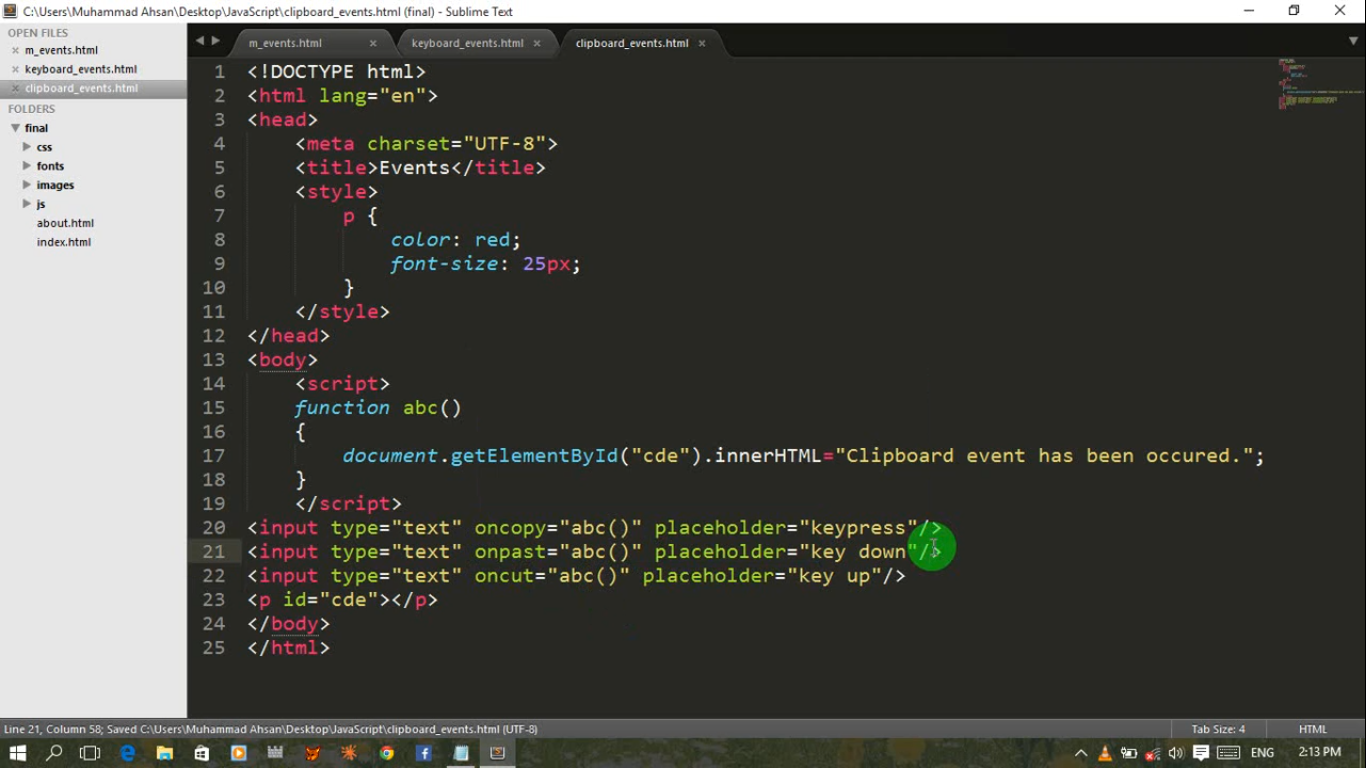 C:\Users\Muhammad Ahsan\Desktop\JavaScript\clipboard_events.html (final) - Sublime Text
OPEN FILES
m_events.html
keyboard_events.html
clipboard_events.html
FOLDERS
final
css
fonts
images
js
about.html
index.html
m_events.html
keyboard_events.html
clipboard_events.html
1 <!DOCTYPE html>
2 <html lang="en">
3 <head>
4 <meta charset="UTF-8">
5 <title>Events</title>
6 <style>
7 p {
8 color: red;
9 font-size: 25px;
10 }
11 </style>
12 </head>
13 <body>
14 <script>
15 function abc()
16 {
17 document.getElementById("cde").innerHTML="Clipboard event has been occured.";
18 }
19 </script>
20 <input type="text" oncopy="abc()" placeholder="keypress"/>
21 <input type="text" onpast="abc()" placeholder="key down"/>
22 <input type="text" oncut="abc()" placeholder="key up"/>
23 <p id="cde"></p>
24 </body>
25 </html>
Line 21, Column 58; Saved C:\Users\Muhammad Ahsan\Desktop\JavaScript\clipboard_events.html (UTF-8)
Tab Size: 4
HTML
ENG
2:13 PM